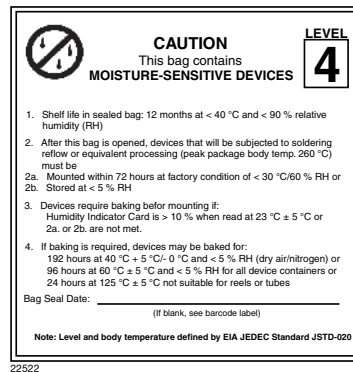 LEVEL
CAUTION
This bag contains
MOISTURE-SENSITIVE DEVICES
4
1. Shelf life in sealed bag: 12 months at < 40 °C and < 90 % relative
humidity (RH)
2. After this bag is opened, devices that will be subjected to soldering
reflow or equivalent processing (peak package body temp. 260 °C)
must be
2a. Mounted within 72 hours at factory condition of < 30 °C/60 % RH or
2b. Stored at < 5 % RH
3. Devices require baking befor mounting if:
Humidity Indicator Card is > 10 % when read at 23 °C ± 5 °C or
2a. or 2b. are not met.
4. If baking is required, devices may be baked for:
192 hours at 40 °C + 5 °C/- 0 °C and < 5 % RH (dry air/nitrogen) or
96 hours at 60 °C ± 5 °C and < 5 % RH for all device containers or
24 hours at 125 °C ± 5 °C not suitable for reels or tubes
Bag Seal Date:
(If blank, see barcode label)
Note: Level and body temperature defined by EIA JEDEC Standard JSTD-020
22522